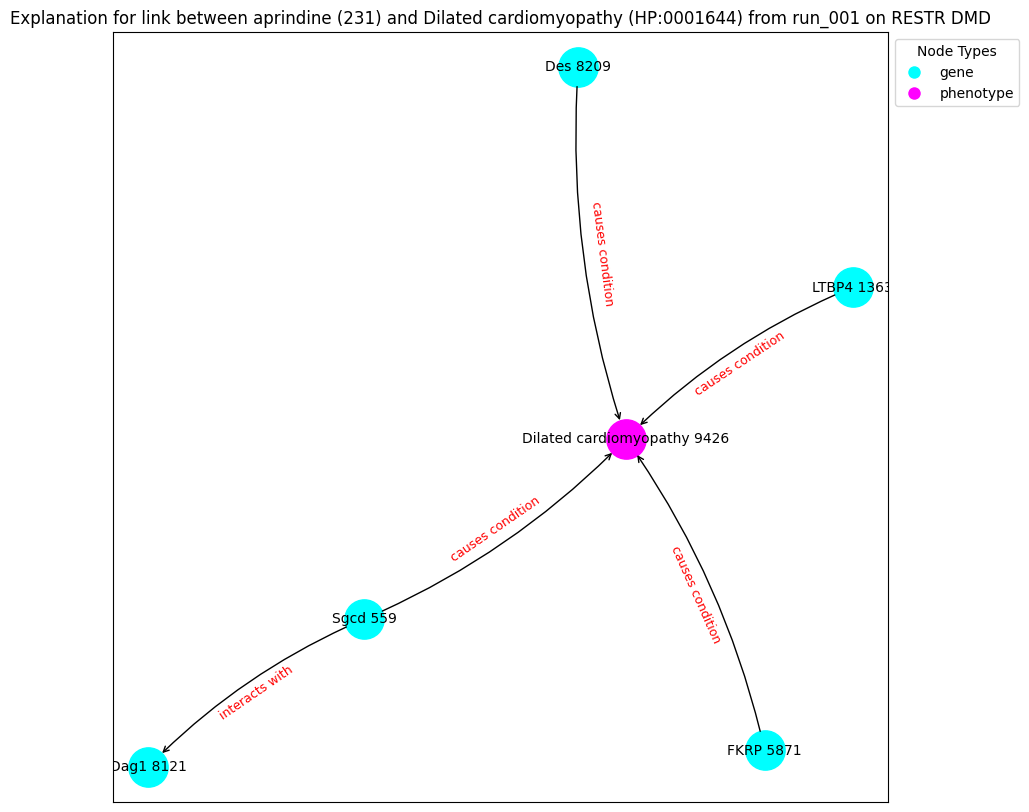 Explanation for link between aprindine (231) and Dilated cardiomyopathy (HP:0001644) from run_001 on RESTR DMD
Node Types
gene
phenotype
Des 8209
causes condition
LTBP4 1363
causes condition
Dilated cardiomyopathy 9426
causes condition
causes condition
Sgcd 559
interacts with
FKRP 5871
Dag1 8121